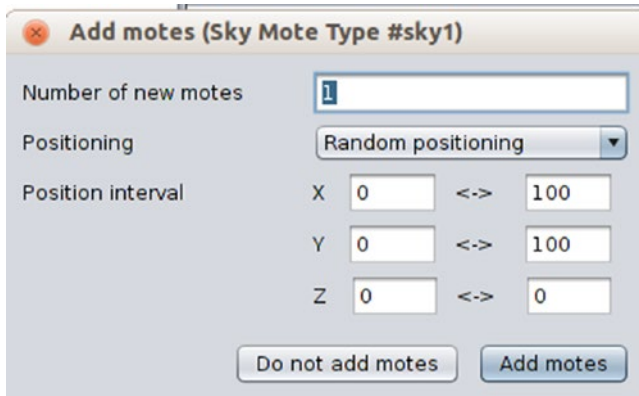 Add motes (Sky Mote Type #sky1)
Number of new motes 1
Positioning Random positioning
Position interval X 0 <-> 100
Y 0 <-> 100
Z 0 <-> 0
Do not add motes Add motes